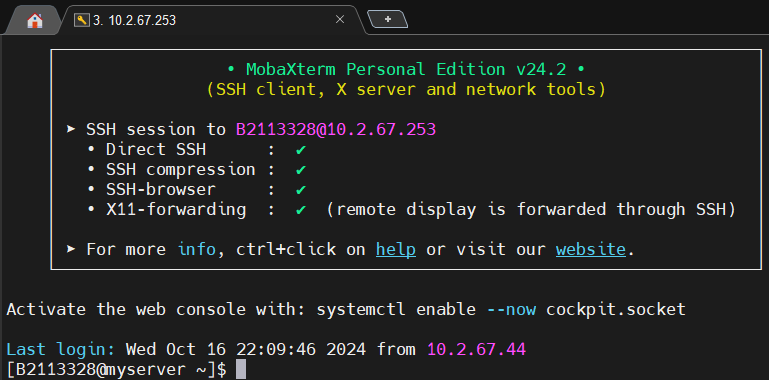 3. 10.2.67.253
• MobaXterm Personal Edition v24.2 •
(SSH client, X server and network tools)
➤ SSH session to B2113328@10.2.67.253
• Direct SSH : ✔
• SSH compression : ✔
• SSH-browser : ✔
• X11-forwarding : ✔ (remote display is forwarded through SSH)
➤ For more info, ctrl+click on help or visit our website.
Activate the web console with: systemctl enable --now cockpit.socket
Last login: Wed Oct 16 22:09:46 2024 from 10.2.67.44
[B2113328@myserver ~]$